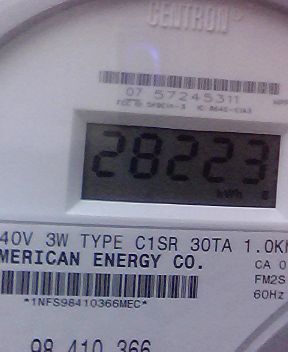 CENTRON
07 57245311
28223
kWh
40V 3W TYPE C1SR 30TA 1.0K
MERICAN ENERGY CO.
CA 0
FM2S
60Hz
*1NFS98410366MEC*
98 410 366